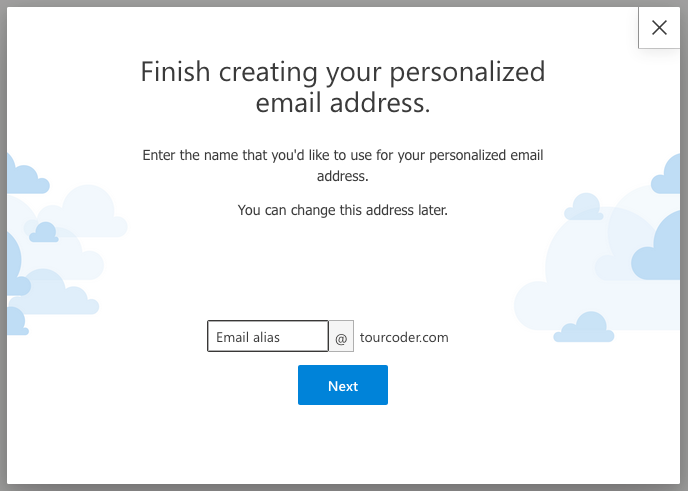 Finish creating your personalized
email address.
Enter the name that you'd like to use for your personalized email
address.
You can change this address later.
Email alias @ tourcoder.com
Next